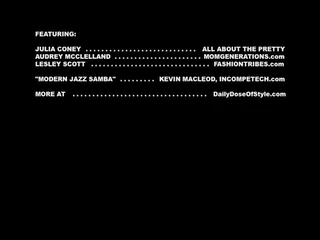 FEATURING:
JULIA CONEY ............................ ALL ABOUT THE PRETTY
AUDREY MCCLELLAND ...................... MOMGENERATIONS.com
LESLEY SCOTT .............................. FASHIONTRIBES.com
"MODERN JAZZ SAMBA" ......... KEVIN MACLEOD, INCOMPETECH.com
MORE AT .................................. DailyDoseOfStyle.com